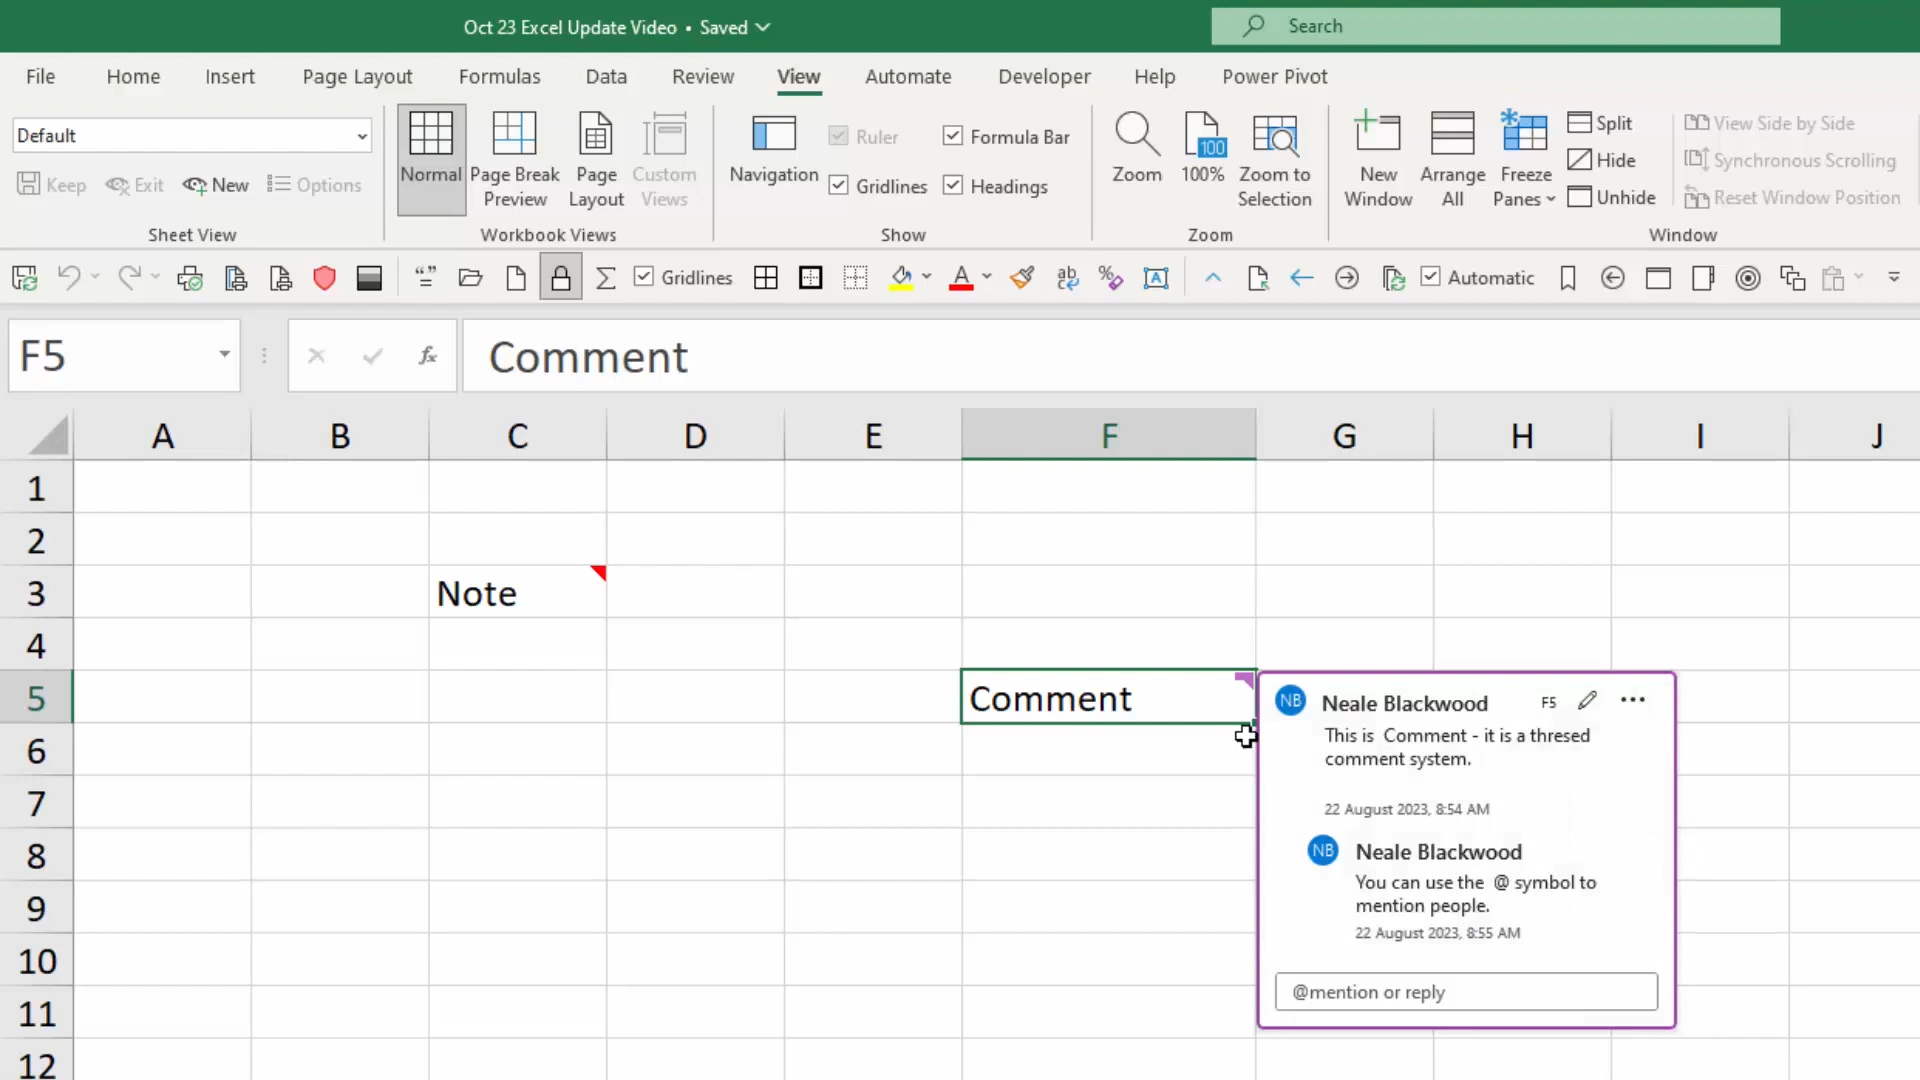 Oct 23 Excel Update Video • Saved
Search
File Home Insert Page Layout Formulas Data Review View Automate Developer Help Power Pivot
Default
Keep Exit New Options
Sheet View
Normal
Page Break Preview
Page Layout
Custom Views
Workbook Views
Navigation
Ruler
Formula Bar
Gridlines
Headings
Show
Zoom
100
100%
Zoom to Selection
Zoom
New Window
Arrange All
Freeze Panes
Split
Hide
Unhide
View Side by Side
Synchronous Scrolling
Reset Window Position
Window
Gridlines
A
ab
%
A
Automatic
F5
fx
Comment
A B C D E F G H I J
1
2
3 Note
4
5 Comment
6
7
8
9
10
11
12
NB Neale Blackwood F5
This is  Comment - it is a thresed
comment system.
22 August 2023, 8:54 AM
NB Neale Blackwood
You can use the  @ symbol to
mention people.
22 August 2023, 8:55 AM
@mention or reply